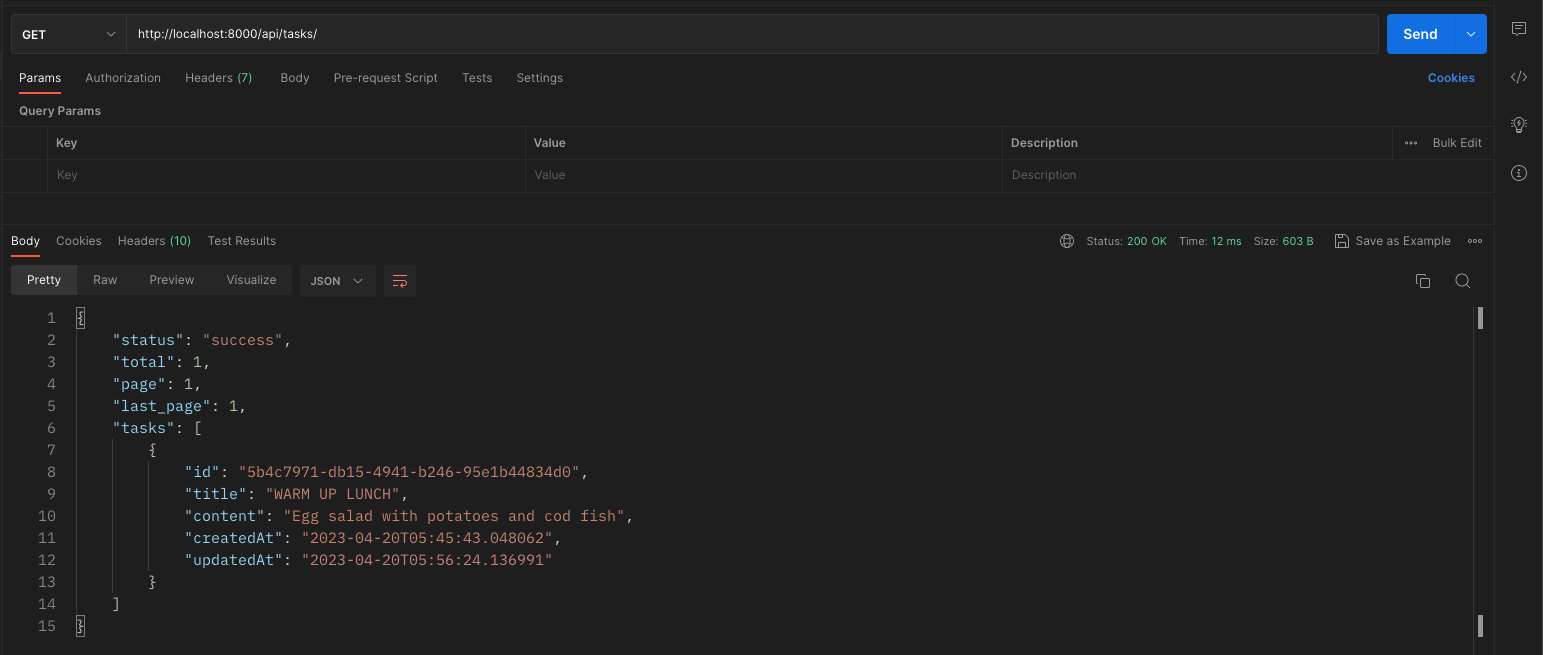 GET http://localhost:8000/api/tasks/ Send
Params Authorization Headers (7) Body Pre-request Script Tests Settings Cookies
Query Params
Key Value Description Bulk Edit
Key Value Description
Body Cookies Headers (10) Test Results Status: 200 OK Time: 12 ms Size: 603 B Save as Example
Pretty Raw Preview Visualize JSON
1 {
2 "status": "success",
3 "total": 1,
4 "page": 1,
5 "last_page": 1,
6 "tasks": [
7 {
8 "id": "5b4c7971-db15-4941-b246-95e1b44834d0",
9 "title": "WARM UP LUNCH",
10 "content": "Egg salad with potatoes and cod fish",
11 "createdAt": "2023-04-20T05:45:43.048062",
12 "updatedAt": "2023-04-20T05:56:24.136991"
13 }
14 ]
15 }